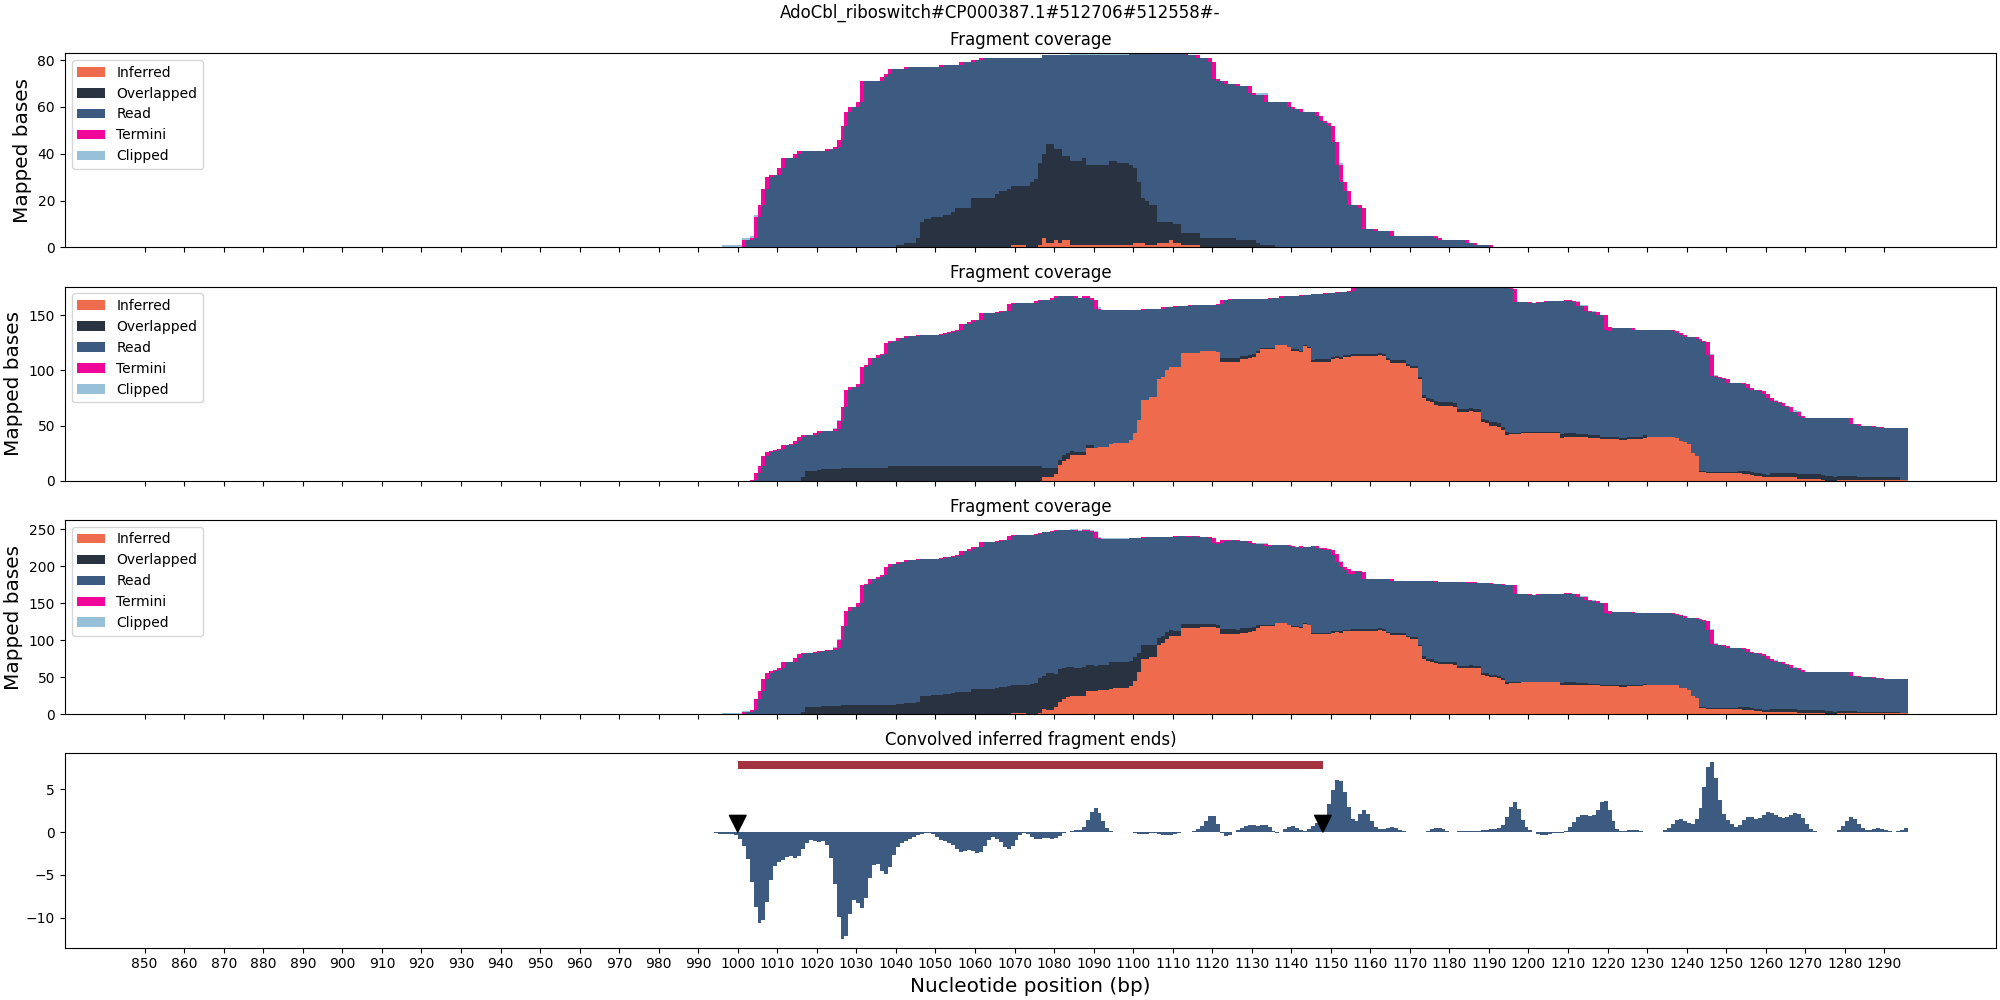 AdoCbl_riboswitch#CP000387.1#512706#512558#-
Fragment coverage
Mapped bases
80
60
40
20
0
Inferred
Overlapped
Read
Termini
Clipped
Fragment coverage
Mapped bases
150
100
50
0
Inferred
Overlapped
Read
Termini
Clipped
Fragment coverage
Mapped bases
250
200
150
100
50
0
Inferred
Overlapped
Read
Termini
Clipped
Convolved inferred fragment ends)
5
0
−5
−10
850 860 870 880 890 900 910 920 930 940 950 960 970 980 990 1000 1010 1020 1030 1040 1050 1060 1070 1080 1090 1100 1110 1120 1130 1140 1150 1160 1170 1180 1190 1200 1210 1220 1230 1240 1250 1260 1270 1280 1290
Nucleotide position (bp)